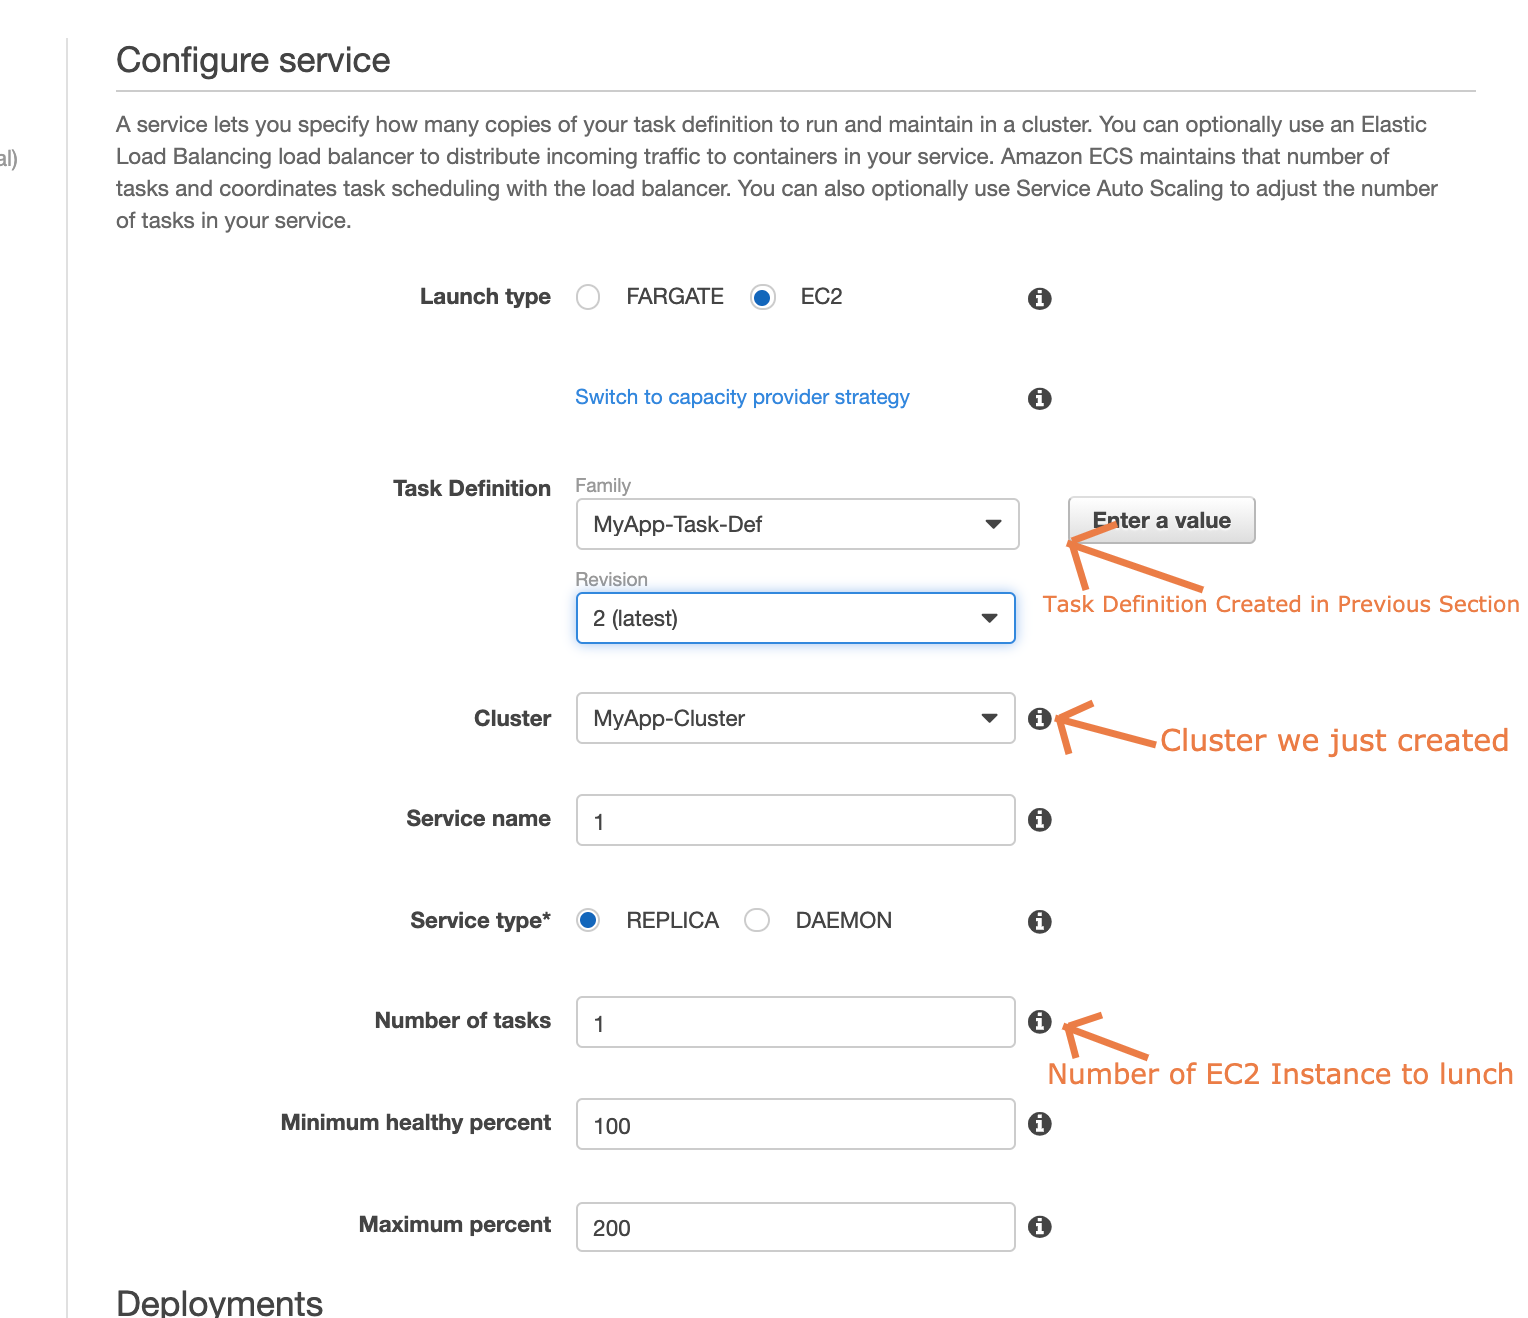 Configure service
A service lets you specify how many copies of your task definition to run and maintain in a cluster. You can optionally use an Elastic
Load Balancing load balancer to distribute incoming traffic to containers in your service. Amazon ECS maintains that number of
al)
tasks and coordinates task scheduling with the load balancer. You can also optionally use Service Auto Scaling to adjust the number
of tasks in your service.
Launch type FARGATE EC2
Switch to capacity provider strategy
Task Definition Family
MyApp-Task-Def Enter a value
Revision
Task Definition Created in Previous Section
2 (latest)
Cluster MyApp-Cluster
Cluster we just created
Service name 1
Service type* REPLICA DAEMON
Number of tasks 1
Number of EC2 Instance to lunch
Minimum healthy percent 100
Maximum percent 200
Deployments